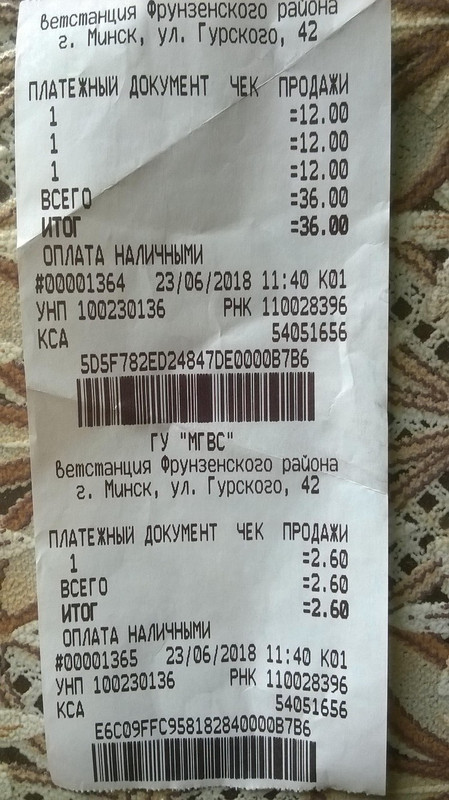 ветстанция Фрунзенского района
г. Минск, ул. Гурского, 42
ПЛАТЕЖНЫЙ ДОКУМЕНТ ЧЕК ПРОДАЖИ
1 =12.00
1 =12.00
1 =12.00
ВСЕГО =36.00
ИТОГ =36.00
ОПЛАТА НАЛИЧНЫМИ
#00001364 23/06/2018 11:40 К01
УНП 100230136 РНК 110028396
КСА 54051656
5D5F782ED24847DE0000B7B6
ГУ "МГВС"
ветстанция Фрунзенского района
г. Минск, ул. Гурского, 42
ПЛАТЕЖНЫЙ ДОКУМЕНТ ЧЕК ПРОДАЖИ
1 =2.60
ВСЕГО =2.60
ИТОГ =2.60
ОПЛАТА НАЛИЧНЫМИ
#00001365 23/06/2018 11:40 К01
УНП 100230136 РНК 110028396
КСА 54051656
E6C09FFC958182840000B7B6